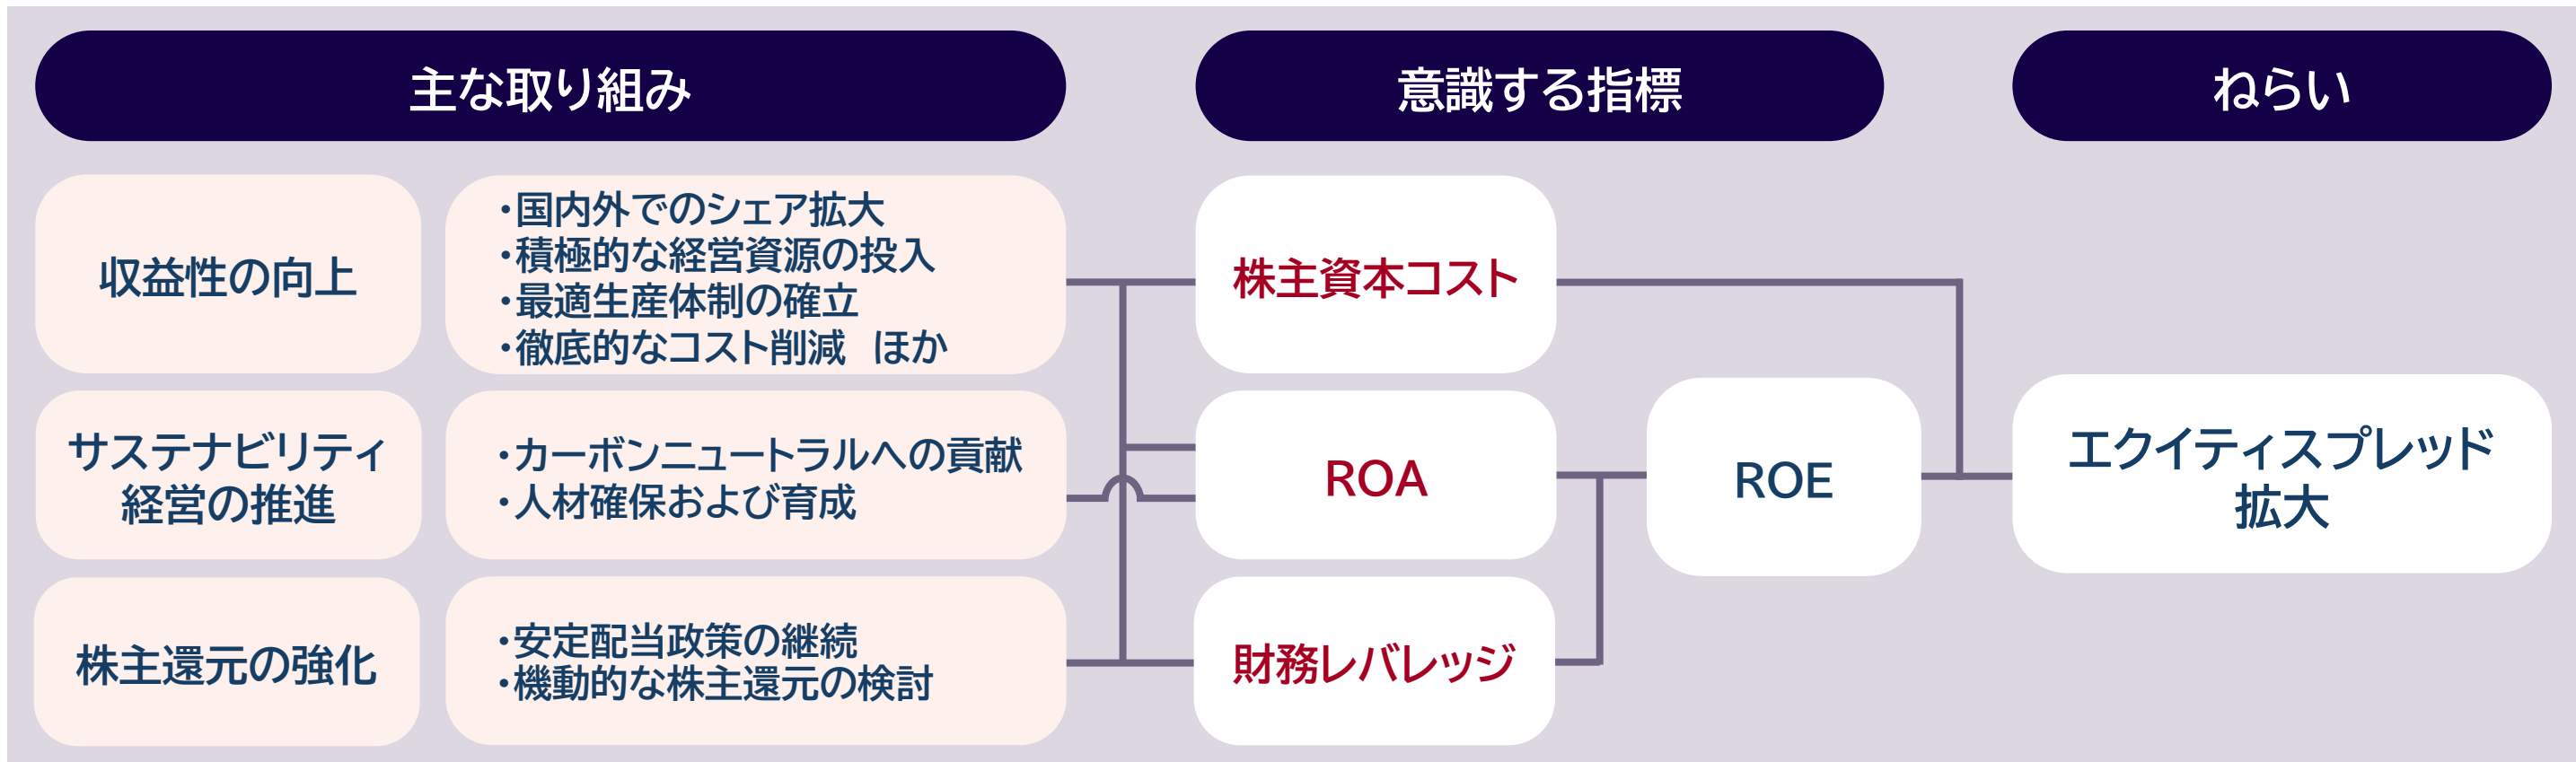 主な取り組み
意識する指標
ねらい
収益性の向上
・国内外でのシェア拡大
・積極的な経営資源の投入
・最適生産体制の確立
・徹底的なコスト削減　ほか
株主資本コスト
サステナビリティ
経営の推進
・カーボンニュートラルへの貢献
・人材確保および育成
ROA
ROE
エクイティスプレッド
拡大
株主還元の強化
・安定配当政策の継続
・機動的な株主還元の検討
財務レバレッジ